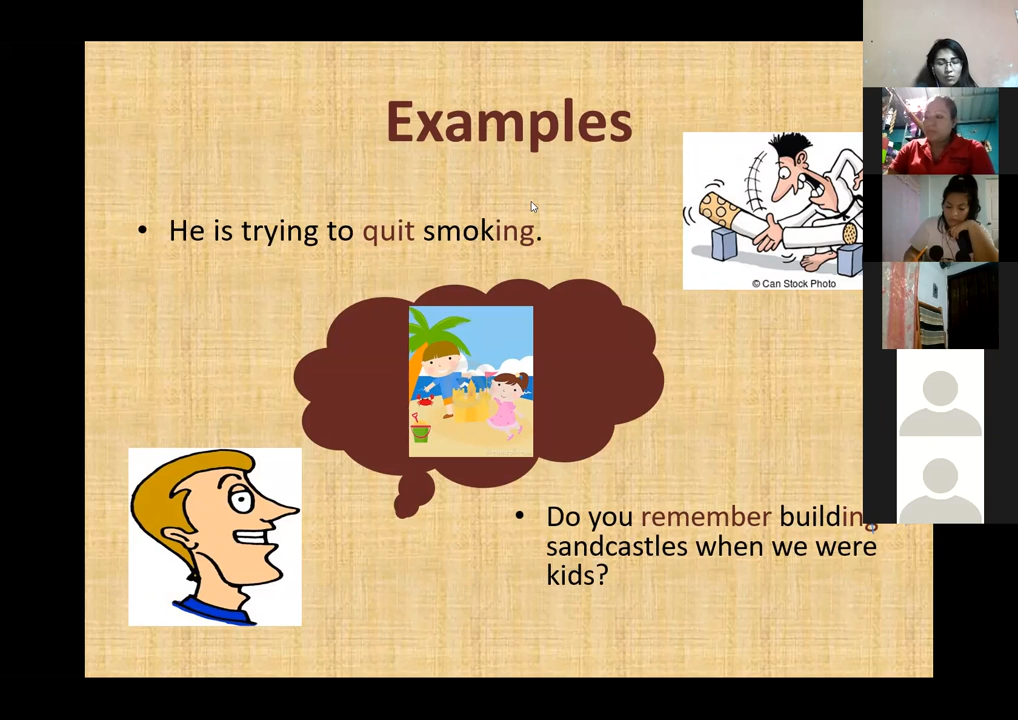 Examples
• He is trying to quit smoking.
© Can Stock Photo
• Do you remember building
sandcastles when we were
kids?